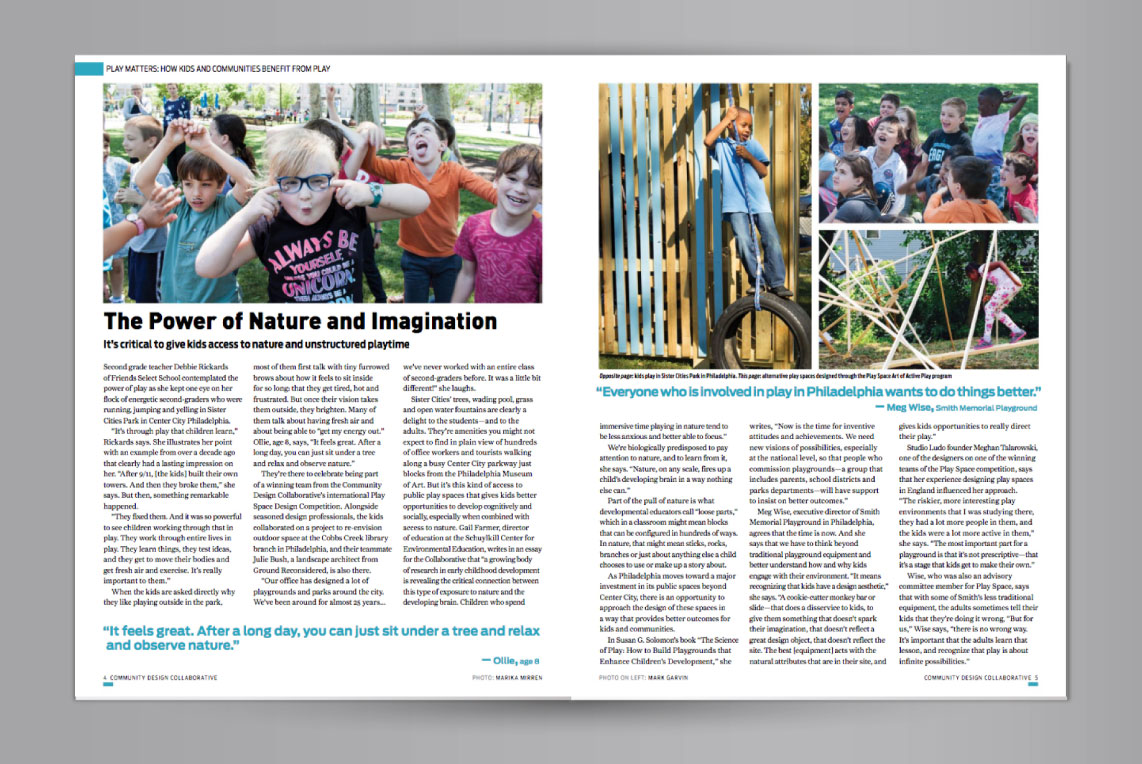 PLAY MATTERS: HOW KIDS AND COMMUNITIES BENEFIT FROM PLAY
ALWAYS BE
YOURSELF.
UNICORN.
The Power of Nature and Imagination
It's critical to give kids access to nature and unstructured playtime
Second grade teacher Debbie Rickards
of Friends Select School contemplated the
power of play as she kept one eye on her
flock of energetic second-graders who were
running, jumping and yelling in Sister
Cities Park in Center City Philadelphia.
"It's through play that children learn,"
Rickards says. She illustrates her point
with an example from over a decade ago
that clearly had a lasting impression on
her. "After 9/11, [the kids] built their own
towers. And then they broke them," she
says. But then, something remarkable
happened.
"They fixed them. And it was so powerful
to see children working through that in
play. They work through entire lives in
play. They learn things, they test ideas,
and they get to move their bodies and
get fresh air and exercise. It's really
important to them."
When the kids are asked directly why
they like playing outside in the park,
most of them first talk with tiny furrowed
brows about how it feels to sit inside
for so long: that they get tired, hot and
frustrated. But once their vision takes
them outside, they brighten. Many of
them talk about having fresh air and
about being able to "get my energy out."
Ollie, age 8, says, "It feels great. After a
long day, you can just sit under a tree
and relax and observe nature."
They're there to celebrate being part
of a winning team from the Community
Design Collaborative's international Play
Space Design Competition. Alongside
seasoned design professionals, the kids
collaborated on a project to re-envision
outdoor space at the Cobbs Creek library
branch in Philadelphia, and their teammate
Julie Bush, a landscape architect from
Ground Reconsidered, is also there.
"Our office has designed a lot of
playgrounds and parks around the city.
We've been around for almost 25 years...
we've never worked with an entire class
of second-graders before. It was a little bit
different!" she laughs.
Sister Cities' trees, wading pool, grass
and open water fountains are clearly a
delight to the students—and to the
adults. They're amenities you might not
expect to find in plain view of hundreds
of office workers and tourists walking
along a busy Center City parkway just
blocks from the Philadelphia Museum
of Art. But it's this kind of access to
public play spaces that gives kids better
opportunities to develop cognitively and
socially, especially when combined with
access to nature. Gail Farmer, director
of education at the Schuylkill Center for
Environmental Education, writes in an essay
for the Collaborative that "a growing body
of research in early childhood development
is revealing the critical connection between
this type of exposure to nature and the
developing brain. Children who spend
"It feels great. After a long day, you can just sit under a tree and relax
and observe nature."
— Ollie, age 8
4 COMMUNITY DESIGN COLLABORATIVE
PHOTO: MARIKA MIRREN
Opposite page: kids play in Sister Cities Park in Philadelphia. This page: alternative play spaces designed through the Play Space Art of Active Play program
"Everyone who is involved in play in Philadelphia wants to do things better."
— Meg Wise, Smith Memorial Playground
immersive time playing in nature tend to
be less anxious and better able to focus."
We're biologically predisposed to pay
attention to nature, and to learn from it,
she says. "Nature, on any scale, fires up a
child's developing brain in a way nothing
else can."
Part of the pull of nature is what
developmental educators call "loose parts,"
which in a classroom might mean blocks
that can be configured in hundreds of ways.
In nature, that might mean sticks, rocks,
branches or just about anything else a child
chooses to use or make up a story about.
As Philadelphia moves toward a major
investment in its public spaces beyond
Center City, there is an opportunity to
approach the design of these spaces in
a way that provides better outcomes for
kids and communities.
In Susan G. Solomon's book "The Science
of Play: How to Build Playgrounds that
Enhance Children's Development," she
writes, "Now is the time for inventive
attitudes and achievements. We need
new visions of possibilities, especially
at the national level, so that people who
commission playgrounds—a group that
includes parents, school districts and
parks departments—will have support
to insist on better outcomes."
Meg Wise, executive director of Smith
Memorial Playground in Philadelphia,
agrees that the time is now. And she
says that we have to think beyond
traditional playground equipment and
better understand how and why kids
engage with their environment. "It means
recognizing that kids have a design aesthetic,"
she says. "A cookie-cutter monkey bar or
slide—that does a disservice to kids, to
give them something that doesn't spark
their imagination, that doesn't reflect a
great design object, that doesn't reflect the
site. The best [equipment] acts with the
natural attributes that are in their site, and
gives kids opportunities to really direct
their play."
Studio Ludo founder Meghan Talarowski,
one of the designers on one of the winning
teams of the Play Space competition, says
that her experience designing play spaces
in England influenced her approach.
"The riskier, more interesting play
environments that I was studying there,
they had a lot more people in them, and
the kids were a lot more active in them,"
she says. "The most important part for a
playground is that it's not prescriptive—that
it's a stage that kids get to make their own."
Wise, who was also an advisory
committee member for Play Space, says
that with some of Smith's less traditional
equipment, the adults sometimes tell their
kids that they're doing it wrong. "But for
us," Wise says, "there is no wrong way.
It's important that the adults learn that
lesson, and recognize that play is about
infinite possibilities."
PHOTO ON LEFT: MARK GARVIN
COMMUNITY DESIGN COLLABORATIVE 5